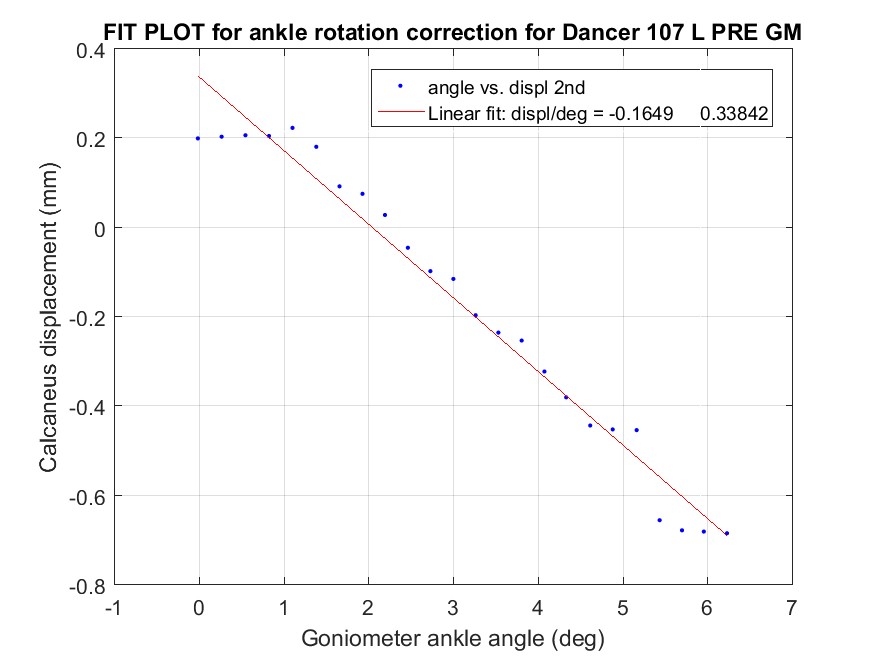 FIT PLOT for ankle rotation correction for Dancer 107 L PRE GM
0.4
0.2
0
-0.2
-0.4
-0.6
-0.8
Calcaneus displacement (mm)
angle vs. displ 2nd
Linear fit: displ/deg = -0.1649 0.33842
-1 0 1 2 3 4 5 6 7
Goniometer ankle angle (deg)